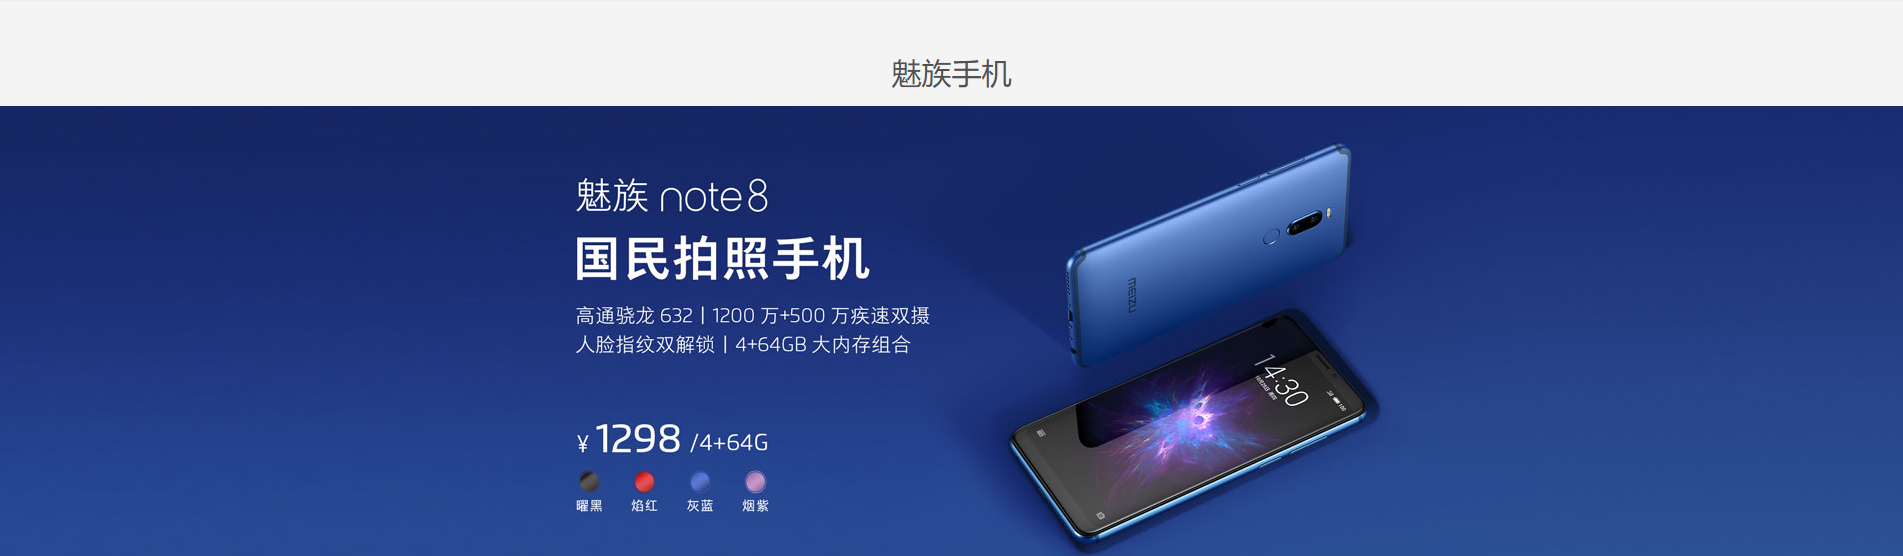 魅族手机
魅族 note 8
国民拍照手机
高通骁龙 632 | 1200 万+500 万疾速双摄
人脸指纹双解锁 | 4+64GB 大内存组合
¥ 1298 /4+64G
曜黑 焰红 灰蓝 烟紫
MEIZU
14:30